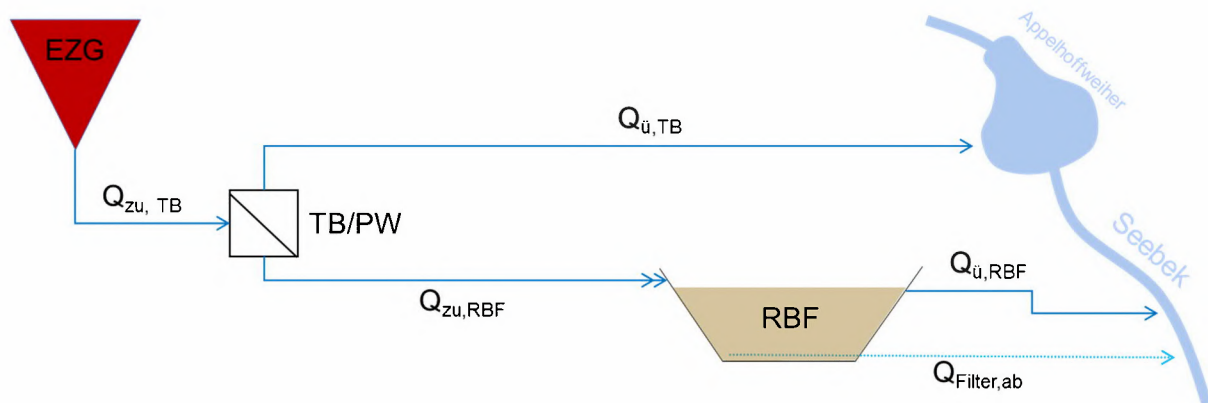 EZG
Appelhoffweiher
Qü,TB
Qzu, TB
TB/PW
Seebek
Qü,RBF
Qzu,RBF
RBF
QFilter,ab